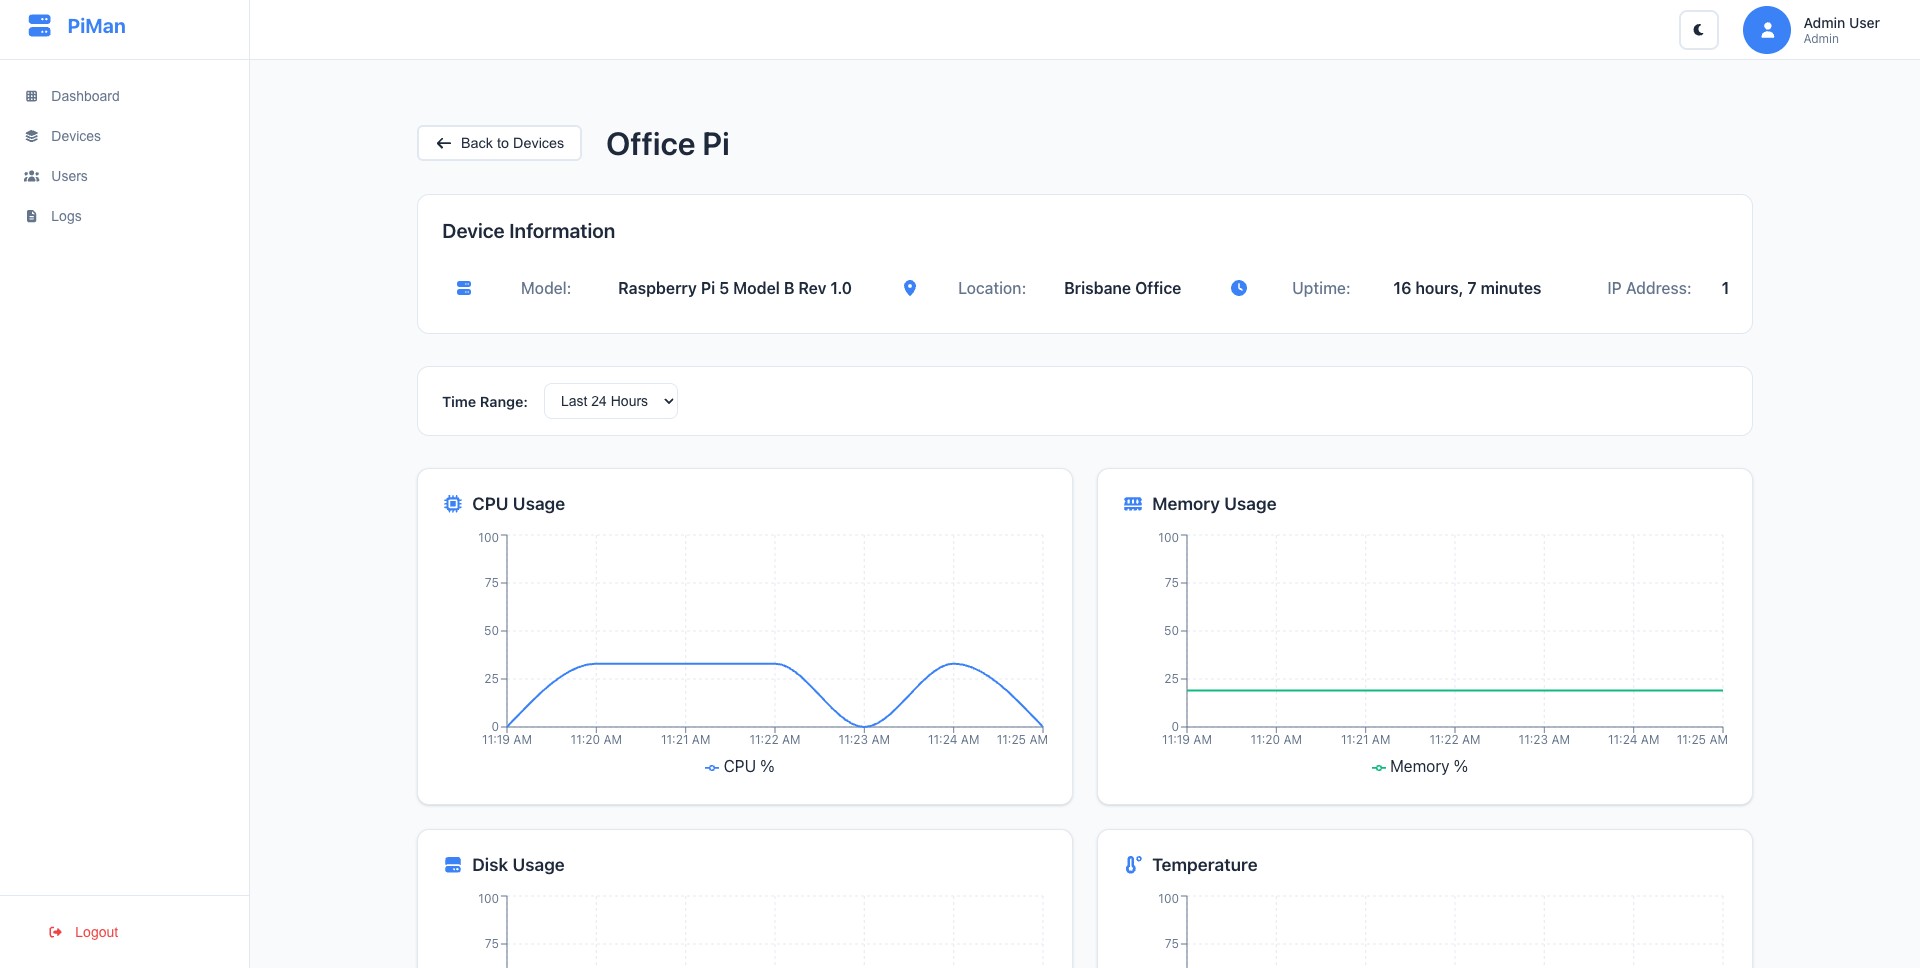 PiMan
Admin User
Admin
Dashboard
Devices
Users
Logs
Logout
Back to Devices
Office Pi
Device Information
Model: Raspberry Pi 5 Model B Rev 1.0 Location: Brisbane Office Uptime: 16 hours, 7 minutes IP Address: 1
Time Range: Last 24 Hours
CPU Usage
100
75
50
25
0
11:19 AM 11:20 AM 11:21 AM 11:22 AM 11:23 AM 11:24 AM 11:25 AM
CPU %
Memory Usage
100
75
50
25
0
11:19 AM 11:20 AM 11:21 AM 11:22 AM 11:23 AM 11:24 AM 11:25 AM
Memory %
Disk Usage
100
75
Temperature
100
75